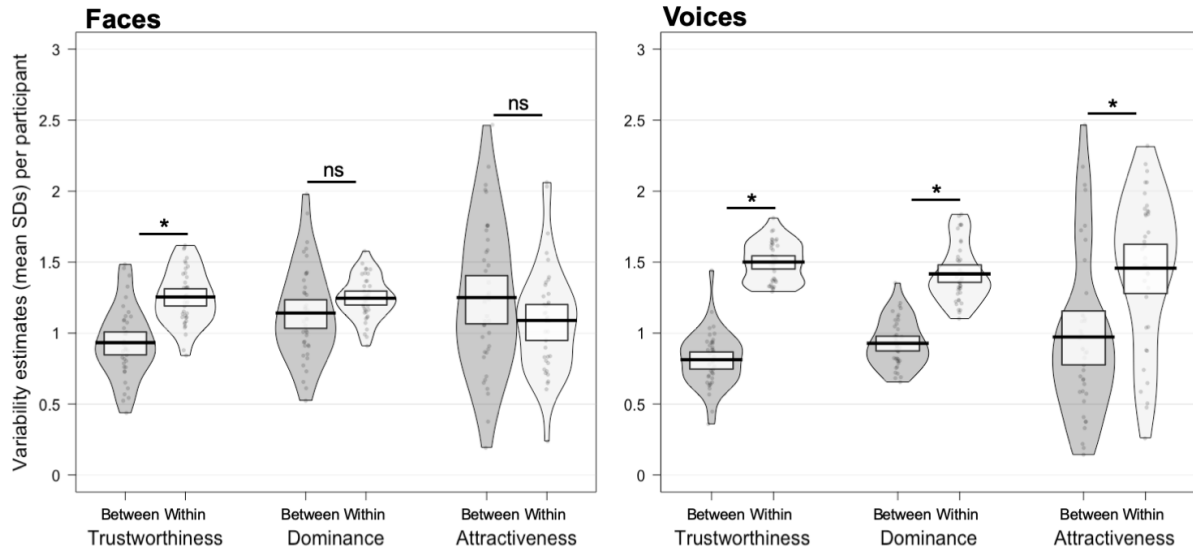 Faces
Voices
Variability estimates (mean SDs) per participant
3
2.5
2
1.5
1
0.5
0
*
ns
ns
Between Within
Between Within
Between Within
Trustworthiness
Dominance
Attractiveness
3
2.5
2
1.5
1
0.5
0
*
*
*
Between Within
Between Within
Between Within
Trustworthiness
Dominance
Attractiveness